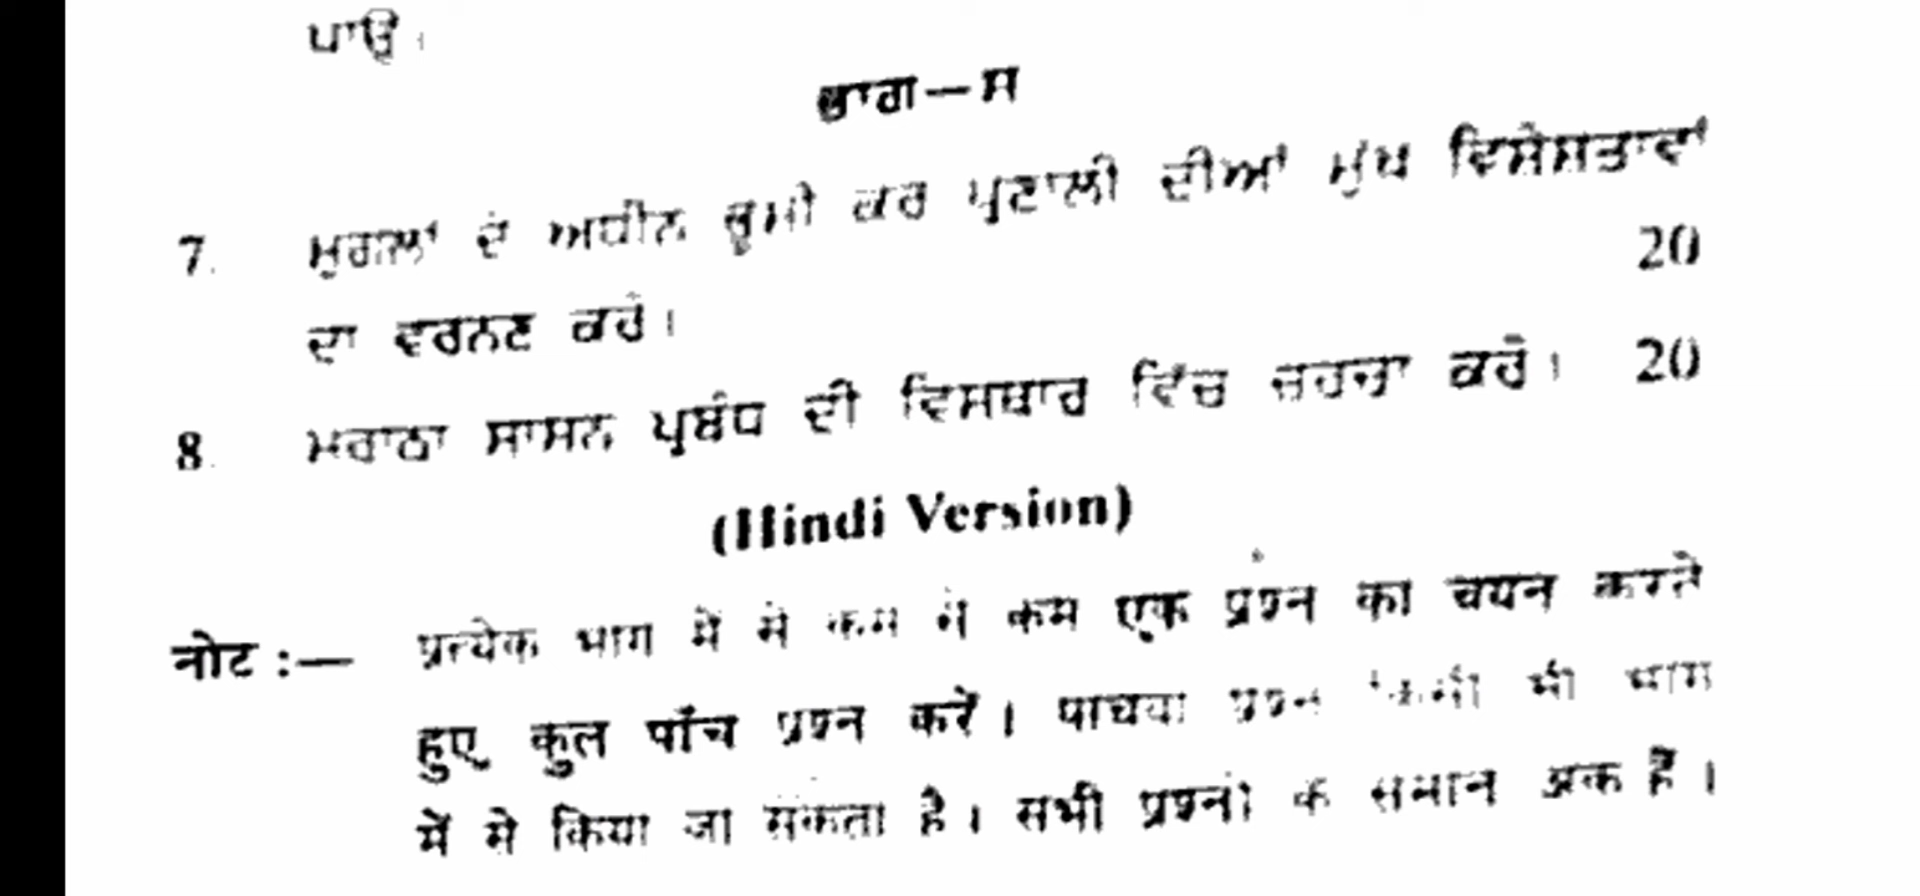 ਪਾਉ।
ਭਾਗ—ਸ
7. ਮੁਗਲਾਂ ਦੇ ਅਧੀਨ ਭੂਮੀ ਕਰ ਪ੍ਰਣਾਲੀ ਦੀਆਂ ਮੁੱਖ ਵਿਸ਼ੇਸ਼ਤਾਵਾਂ
ਦਾ ਵਰਨਣ ਕਰੋ। 20
8. ਮਰਾਠਾ ਸ਼ਾਸਨ ਪ੍ਰਬੰਧ ਦੀ ਵਿਸਥਾਰ ਵਿੱਚ ਚਰਚਾ ਕਰੋ। 20
(Hindi Version)
नोट :— प्रत्येक भाग में से कम से कम एक प्रश्न का चयन करते
हुए, कुल पाँच प्रश्न करें। पांचवां प्रश्न किसी भी भाग
में से किया जा सकता है। सभी प्रश्नों के समान अंक हैं।